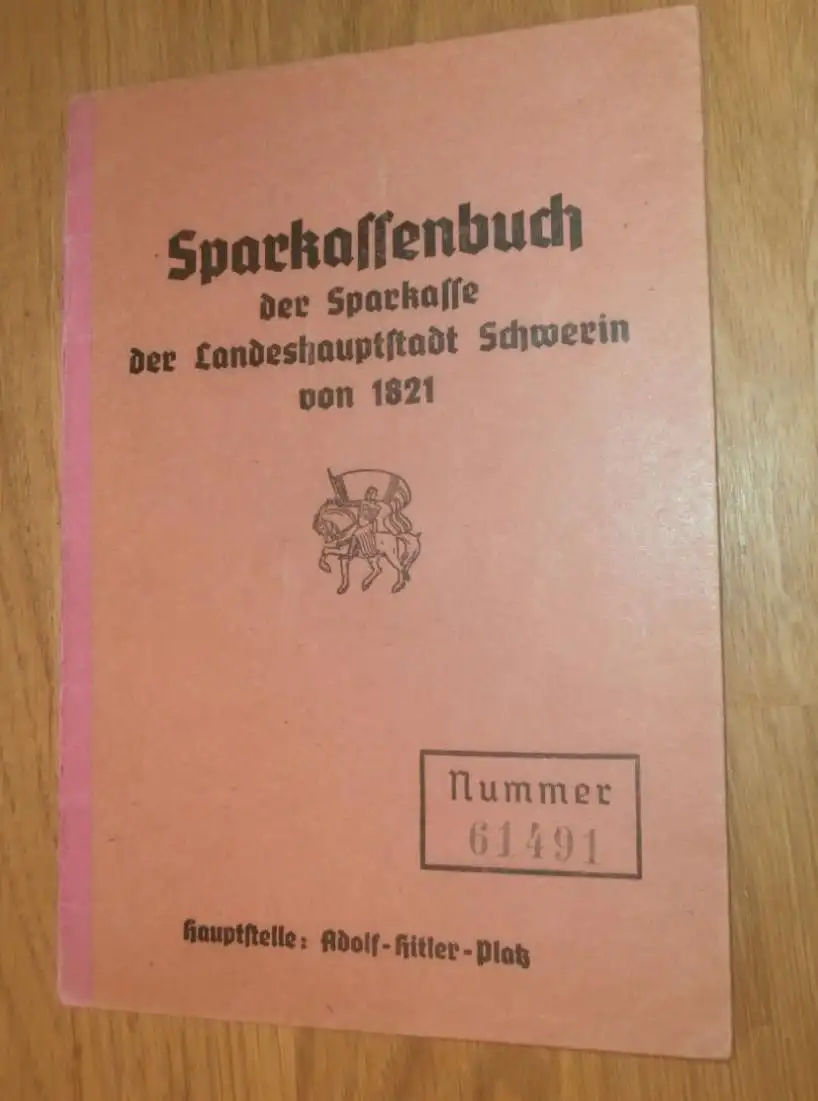 Sparkaſſenbuch
der Sparkaſſe
der Landeshauptſtadt Schwerin
von 1821
Nummer
61491
Hauptſtelle: Adolf-Hitler-Platz